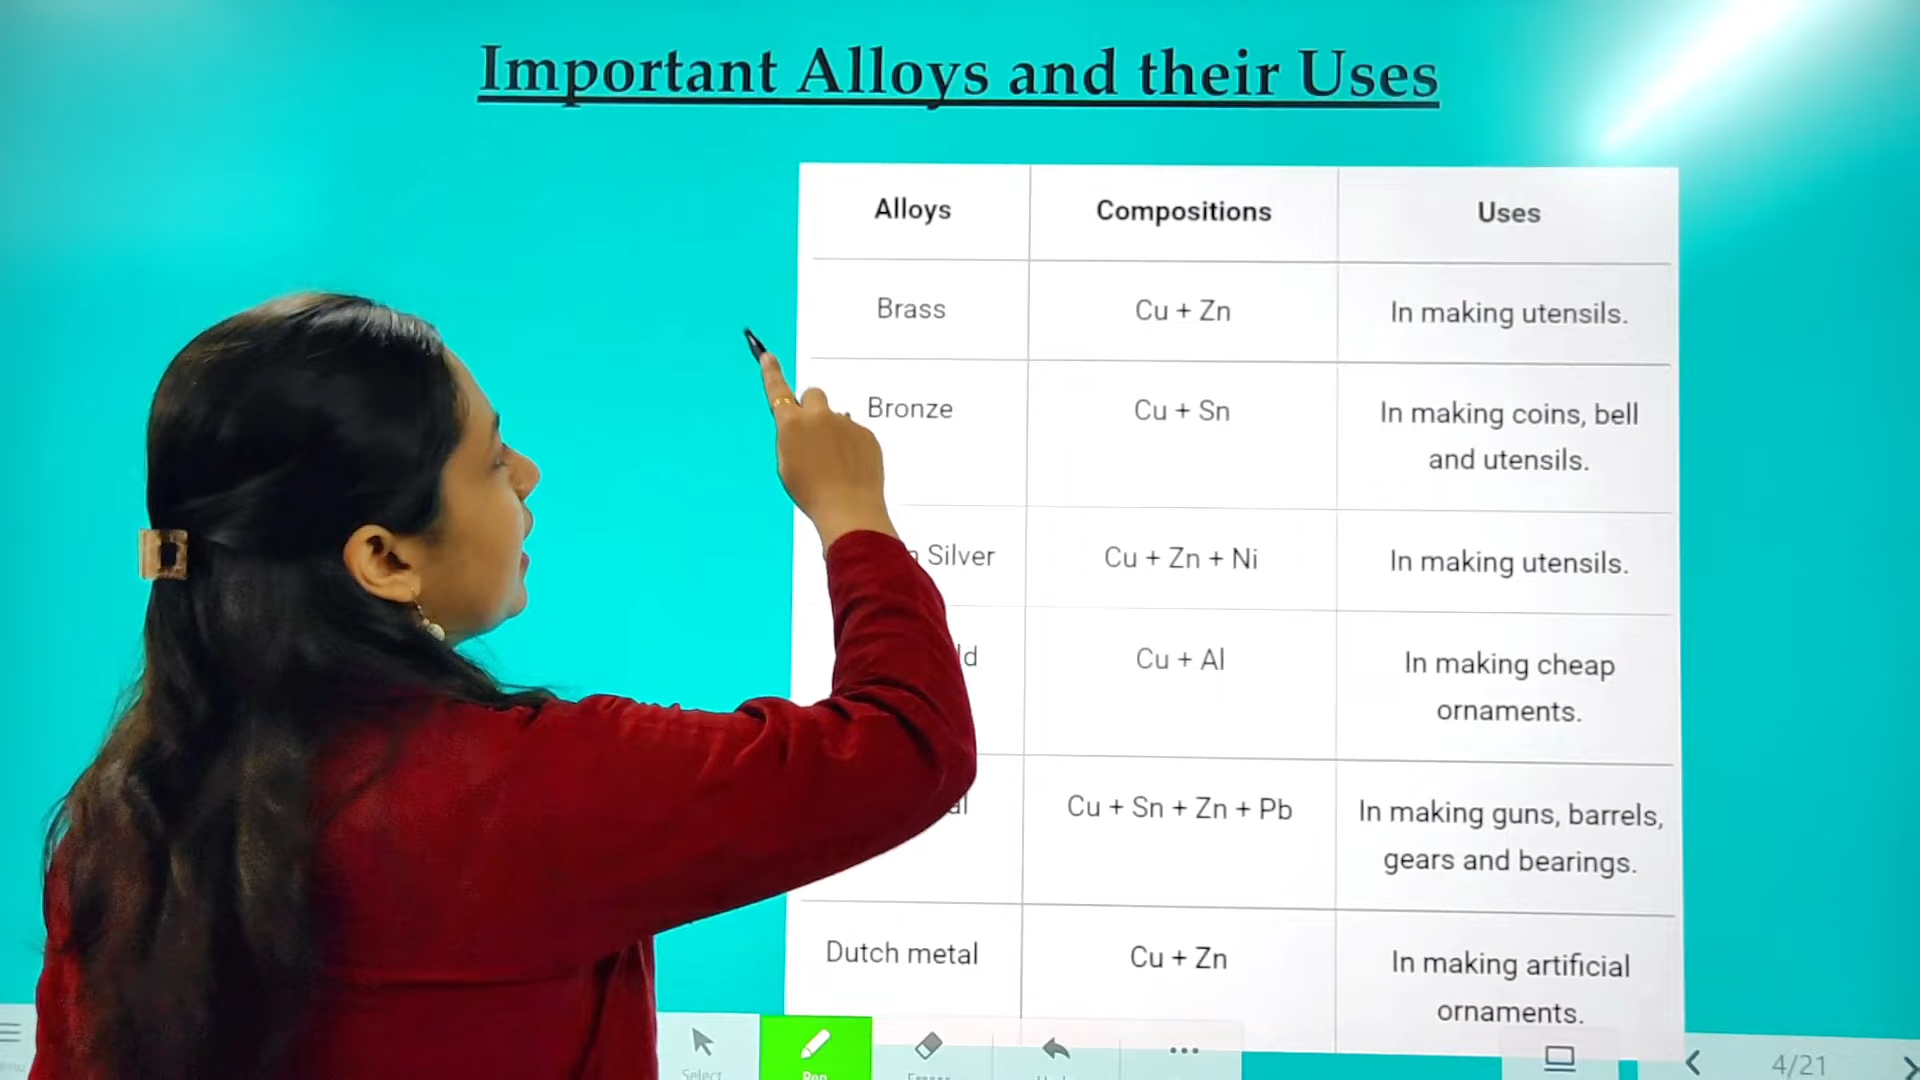 Important Alloys and their Uses
Alloys Compositions Uses
Brass Cu + Zn In making utensils.
Bronze Cu + Sn In making coins, bell
and utensils.
Silver Cu + Zn + Ni In making utensils.
Cu + Al In making cheap
ornaments.
Cu + Sn + Zn + Pb In making guns, barrels,
gears and bearings.
Dutch metal Cu + Zn In making artificial
ornaments.
Select Pen
4/21